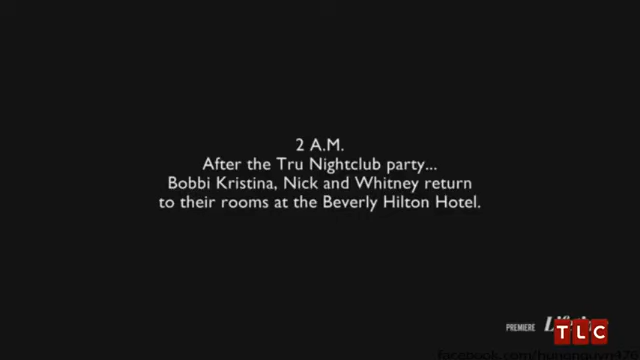 2 A.M.
After the Tru Nightclub party...
Bobbi Kristina, Nick and Whitney return
to their rooms at the Beverly Hilton Hotel.
PREMIERE
TLC